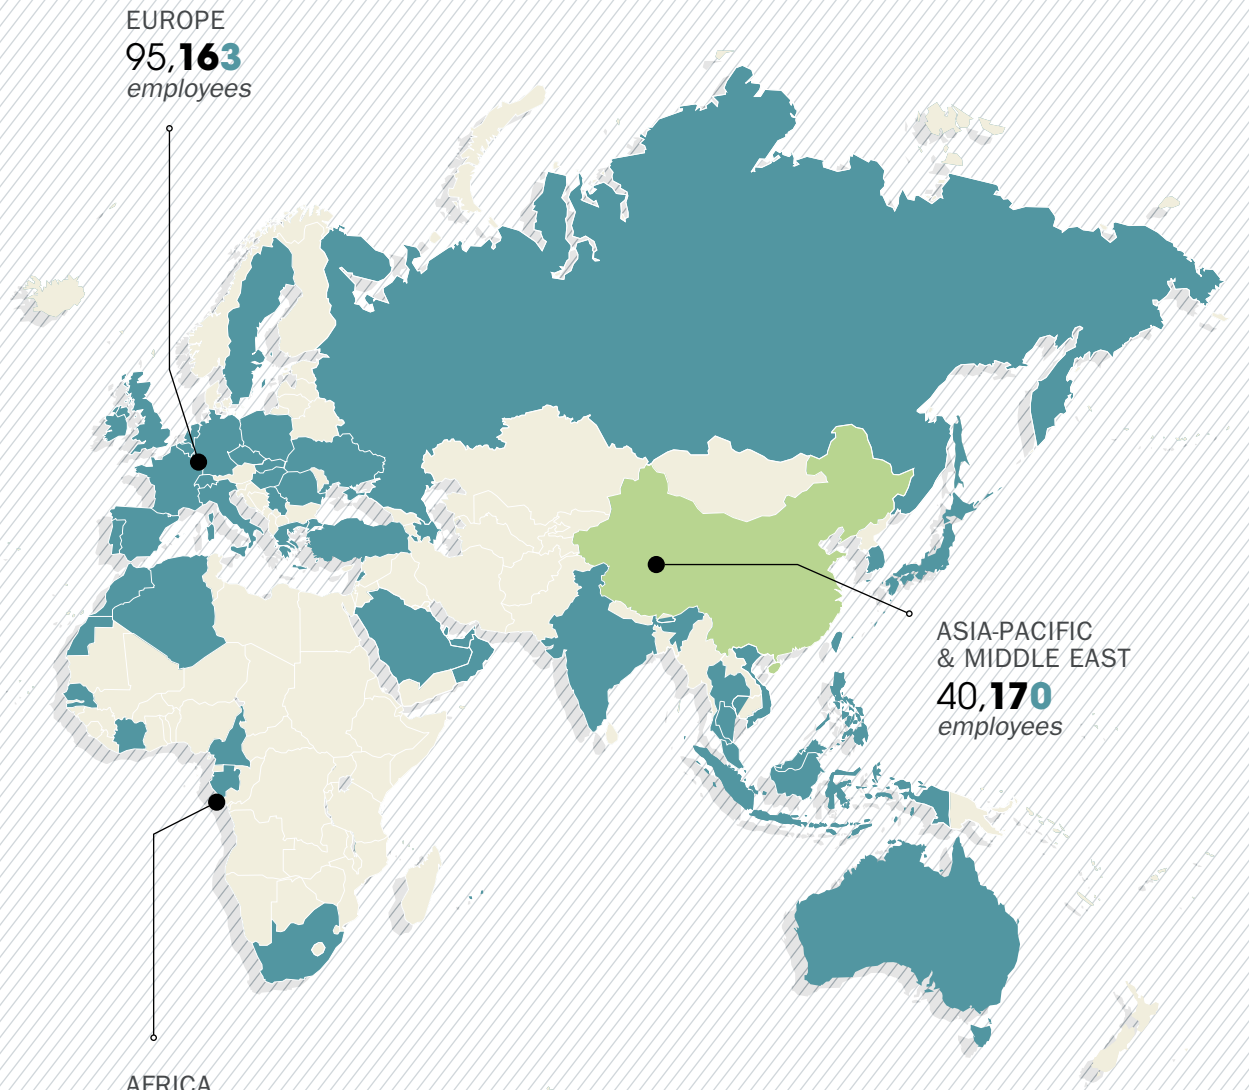 EUROPE
95,163
employees
ASIA-PACIFIC
& MIDDLE EAST
40,170
employees
AFRICA